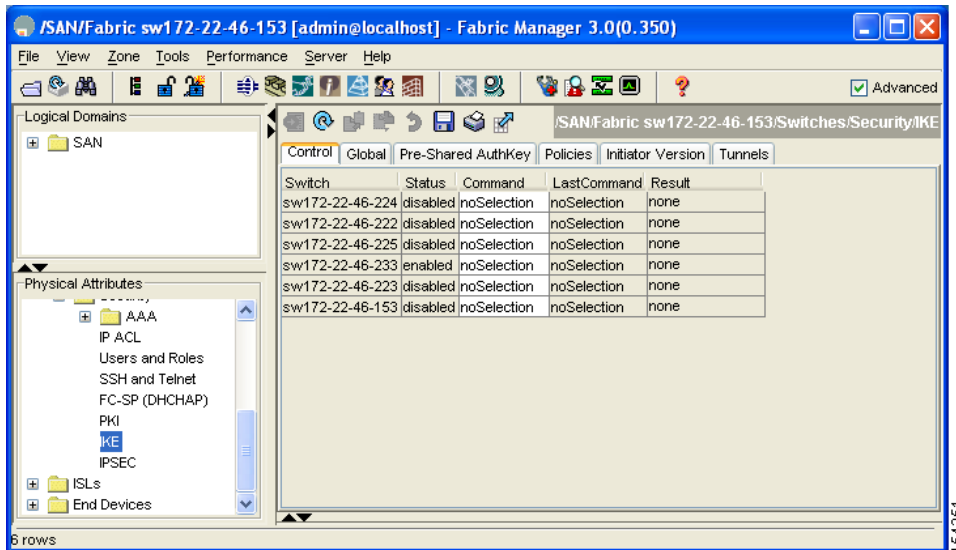 /SAN/Fabric sw172-22-46-153 [admin@localhost] - Fabric Manager 3.0(0.350)
File View Zone Tools Performance Server Help
Advanced
Logical Domains
SAN
/SAN/Fabric sw172-22-46-153/Switches/Security/IKE
Control Global Pre-Shared AuthKey Policies Initiator Version Tunnels
Switch Status Command LastCommand Result
sw172-22-46-224 disabled noSelection noSelection none
sw172-22-46-222 disabled noSelection noSelection none
sw172-22-46-225 disabled noSelection noSelection none
sw172-22-46-233 enabled noSelection noSelection none
sw172-22-46-223 disabled noSelection noSelection none
sw172-22-46-153 disabled noSelection noSelection none
Physical Attributes
AAA
IP ACL
Users and Roles
SSH and Telnet
FC-SP (DHCHAP)
PKI
IKE
IPSEC
ISLs
End Devices
6 rows